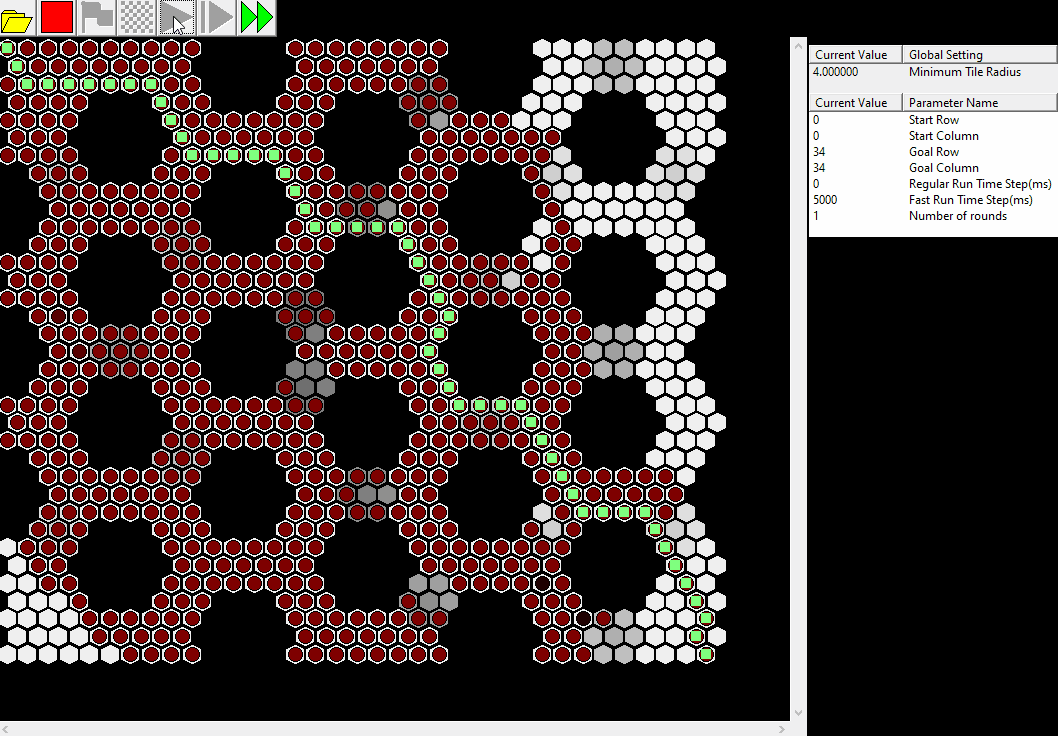 Current Value Global Setting
4.000000 Minimum Tile Radius
Current Value Parameter Name
0 Start Row
0 Start Column
34 Goal Row
34 Goal Column
0 Regular Run Time Step(ms)
5000 Fast Run Time Step(ms)
1 Number of rounds